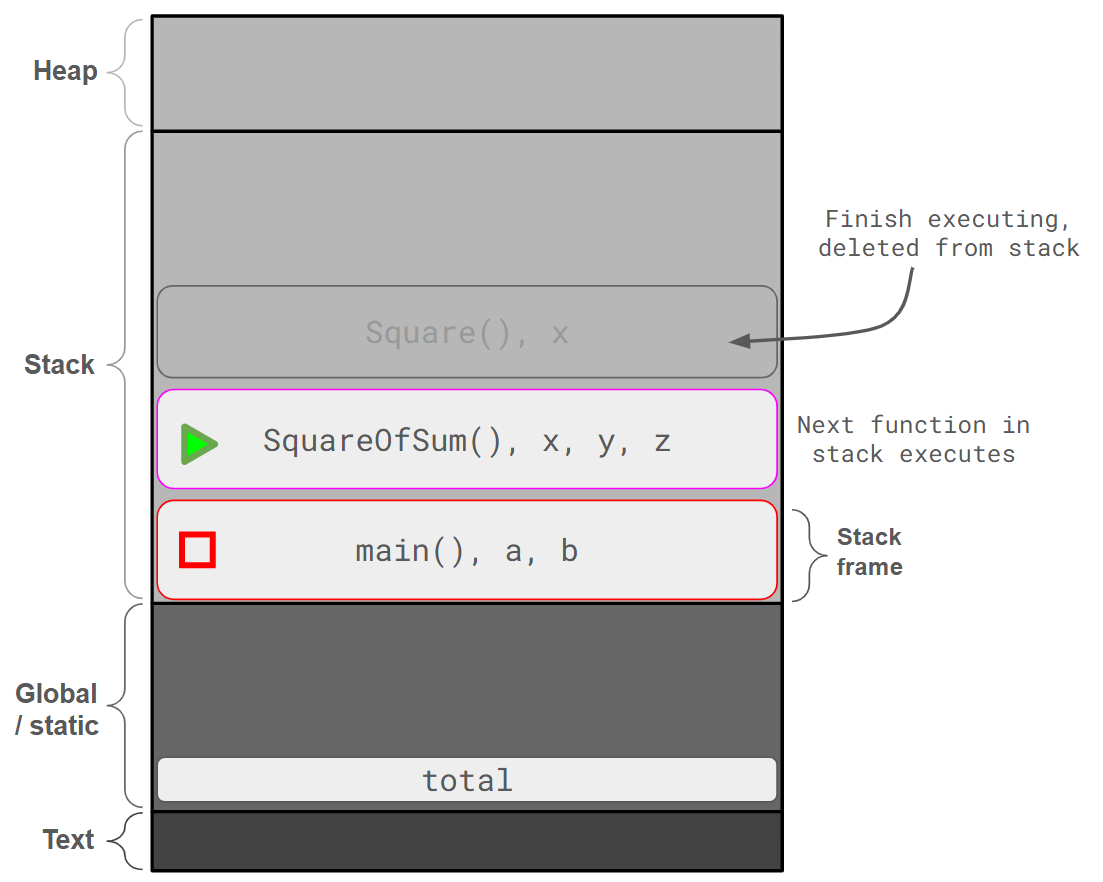 Heap
Finish executing,
deleted from stack
Square(), x
Stack
SquareOfSum(), x, y, z
Next function in
stack executes
main(), a, b
Stack
frame
Global
/ static
total
Text